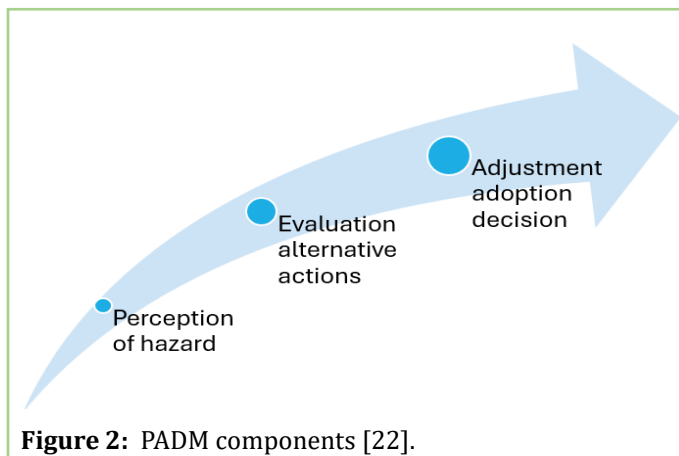 Adjustment
adoption
decision
Evaluation
alternative
actions
Perception
of hazard
Figure 2: PADM components [22].